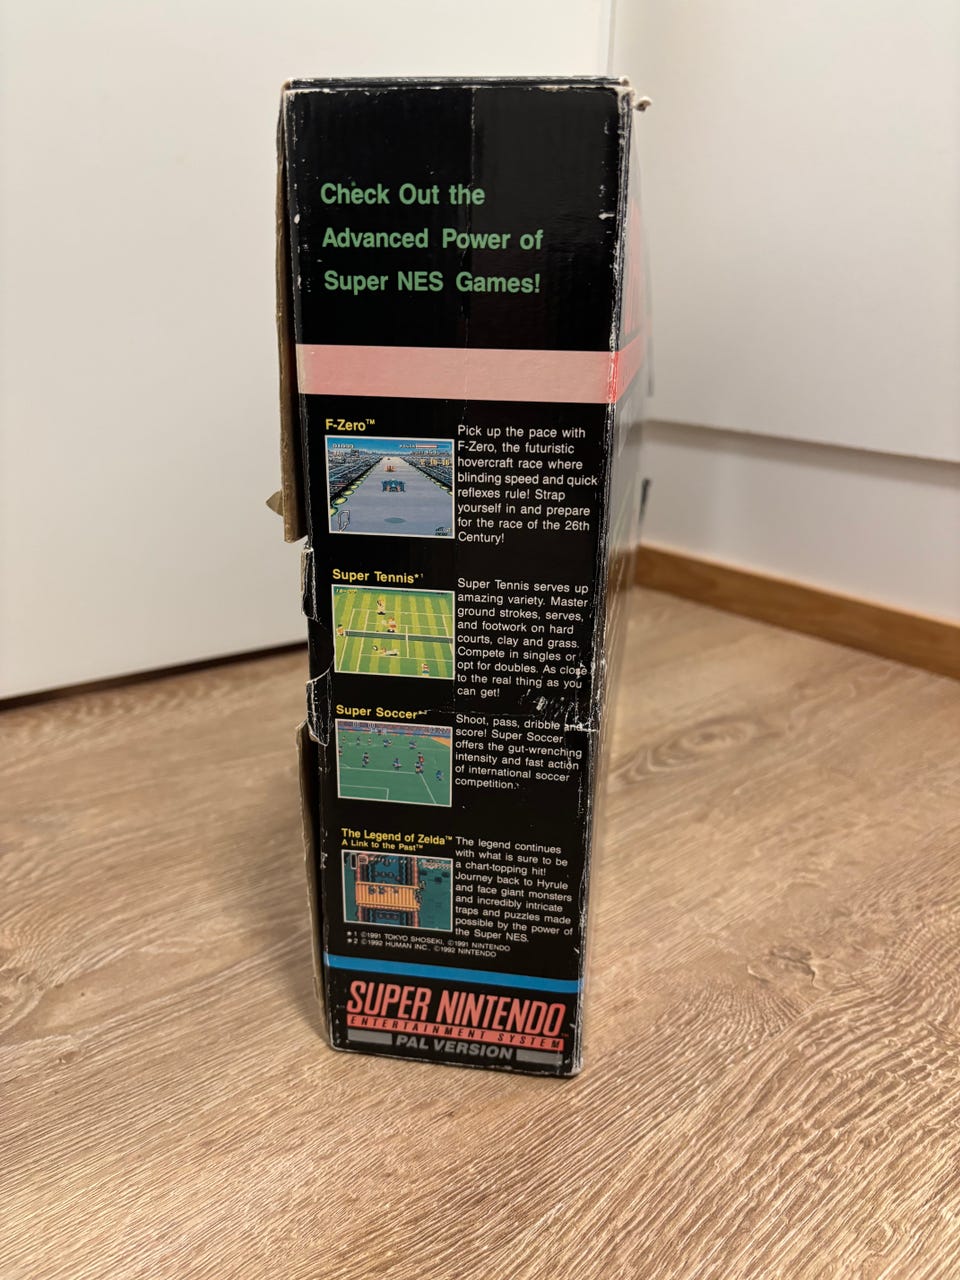 Check Out the
Advanced Power of
Super NES Games!
F-Zero™
Pick up the pace with
F-Zero, the futuristic
hovercraft race where
blinding speed and quick
reflexes rule! Strap
yourself in and prepare
for the race of the 26th
Century!
Super Tennis*1
Super Tennis serves up
amazing variety. Master
ground strokes, serves,
and footwork on hard
courts, clay and grass.
Compete in singles or
opt for doubles. As close
to the real thing as you
can get!
Super Soccer
Shoot, pass, dribble and
score! Super Soccer
offers the gut-wrenching
intensity and fast action
of international soccer
competition.
The Legend of Zelda™
A Link to the Past™
The legend continues
with what is sure to be
a chart-topping hit!
Journey back to Hyrule
and face giant monsters
and incredibly intricate
traps and puzzles made
possible by the power of
the Super NES.
★1 ©1991 TOKYO SHOSEKI, ©1991 NINTENDO
★2 ©1992 HUMAN INC., ©1992 NINTENDO
SUPER NINTENDO™
ENTERTAINMENT SYSTEM
PAL VERSION